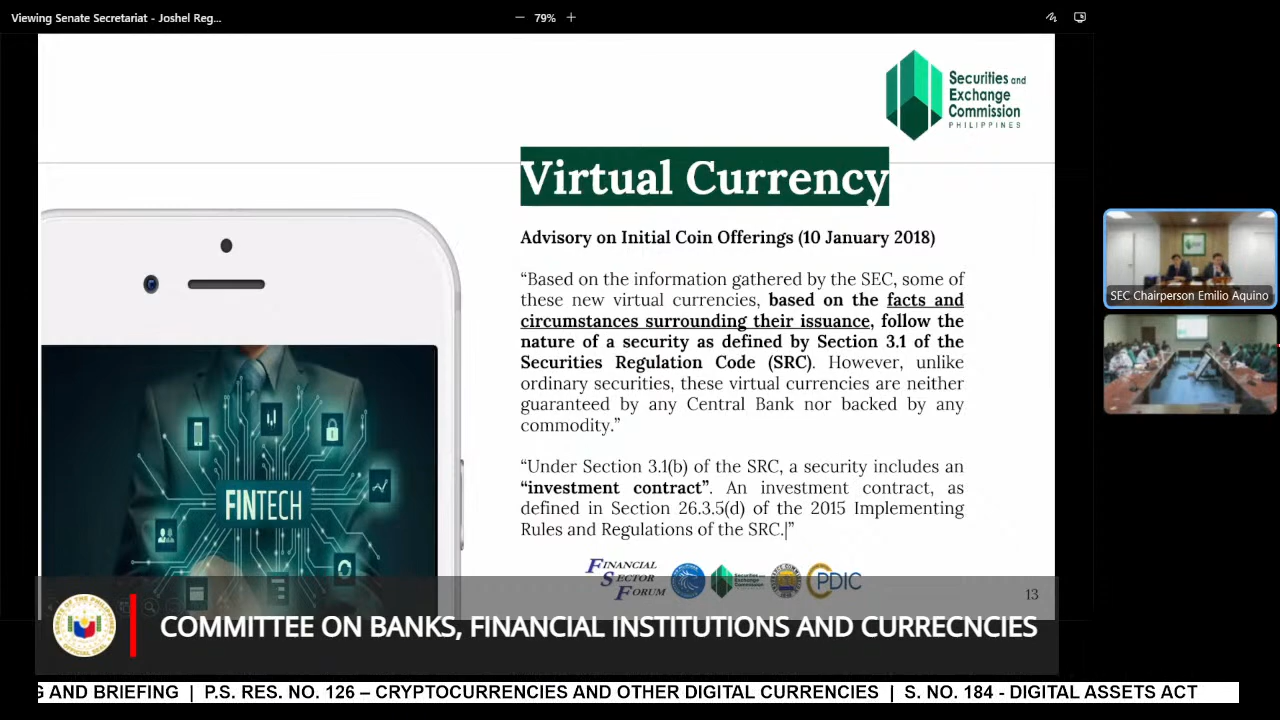 Viewing Senate Secretariat - Joshel Reg...
79%
Securities and
Exchange
Commission
PHILIPPINES
Virtual Currency
Advisory on Initial Coin Offerings (10 January 2018)
“Based on the information gathered by the SEC, some of
these new virtual currencies, based on the facts and
circumstances surrounding their issuance, follow the
nature of a security as defined by Section 3.1 of the
Securities Regulation Code (SRC). However, unlike
ordinary securities, these virtual currencies are neither
guaranteed by any Central Bank nor backed by any
commodity.”
“Under Section 3.1(b) of the SRC, a security includes an
“investment contract”. An investment contract, as
defined in Section 26.3.5(d) of the 2015 Implementing
Rules and Regulations of the SRC.”
FINTECH
SEC Chairperson Emilio Aquino
FINANCIAL
SECTOR
FORUM
Securities and
Exchange
Commission
PDIC
13
COMMITTEE ON BANKS, FINANCIAL INSTITUTIONS AND CURRECNCIES
G AND BRIEFING | P.S. RES. NO. 126 – CRYPTOCURRENCIES AND OTHER DIGITAL CURRENCIES | S. NO. 184 - DIGITAL ASSETS ACT